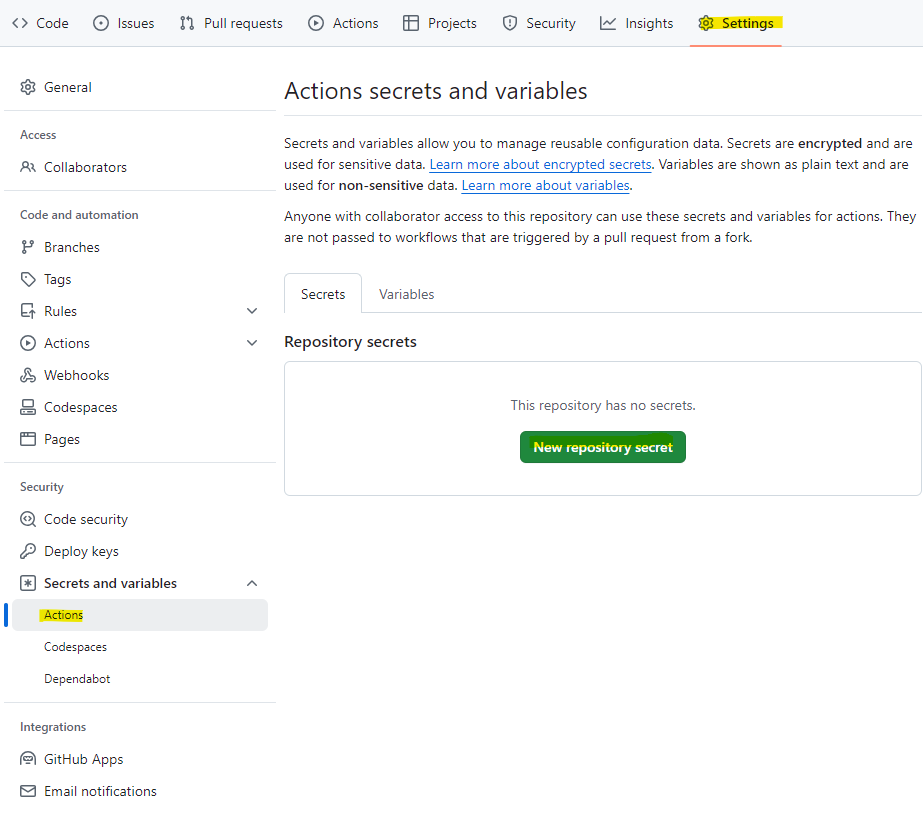 Code
Issues
Pull requests
Actions
Projects
Security
Insights
Settings
General
Access
Collaborators
Code and automation
Branches
Tags
Rules
Actions
Webhooks
Codespaces
Pages
Security
Code security
Deploy keys
Secrets and variables
Actions
Codespaces
Dependabot
Integrations
GitHub Apps
Email notifications
Actions secrets and variables
Secrets and variables allow you to manage reusable configuration data. Secrets are encrypted and are
used for sensitive data. Learn more about encrypted secrets. Variables are shown as plain text and are
used for non-sensitive data. Learn more about variables.
Anyone with collaborator access to this repository can use these secrets and variables for actions. They
are not passed to workflows that are triggered by a pull request from a fork.
Secrets
Variables
Repository secrets
This repository has no secrets.
New repository secret